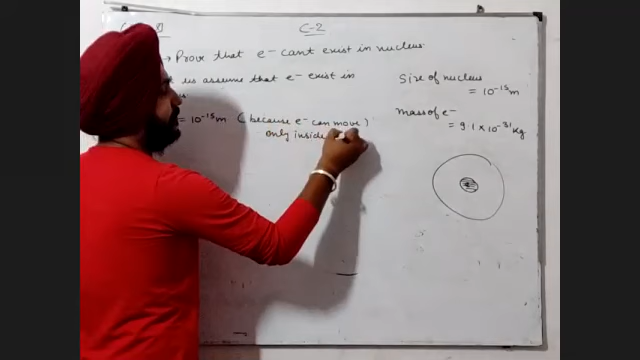 C-2
→ Prove that e- can't exist in nucleus.
us assume that e- exist in
Size of nucleus
= 10-15m
= 10-15m (because e- can move)
only inside
Mass of e-
= 9.1 x 10-31 kg